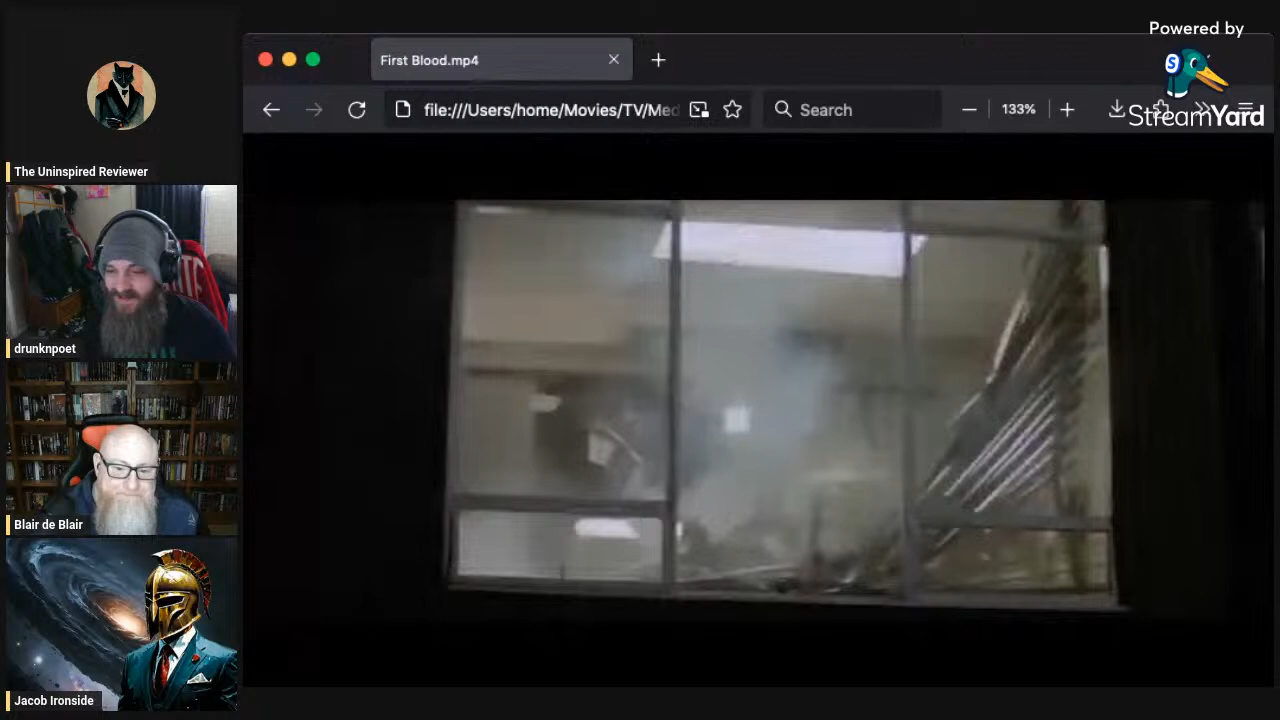 Powered by
StreamYard
First Blood.mp4
file:///Users/home/Movies/TV/Med
Search
133%
The Uninspired Reviewer
drunknpoet
Blair de Blair
Jacob Ironside